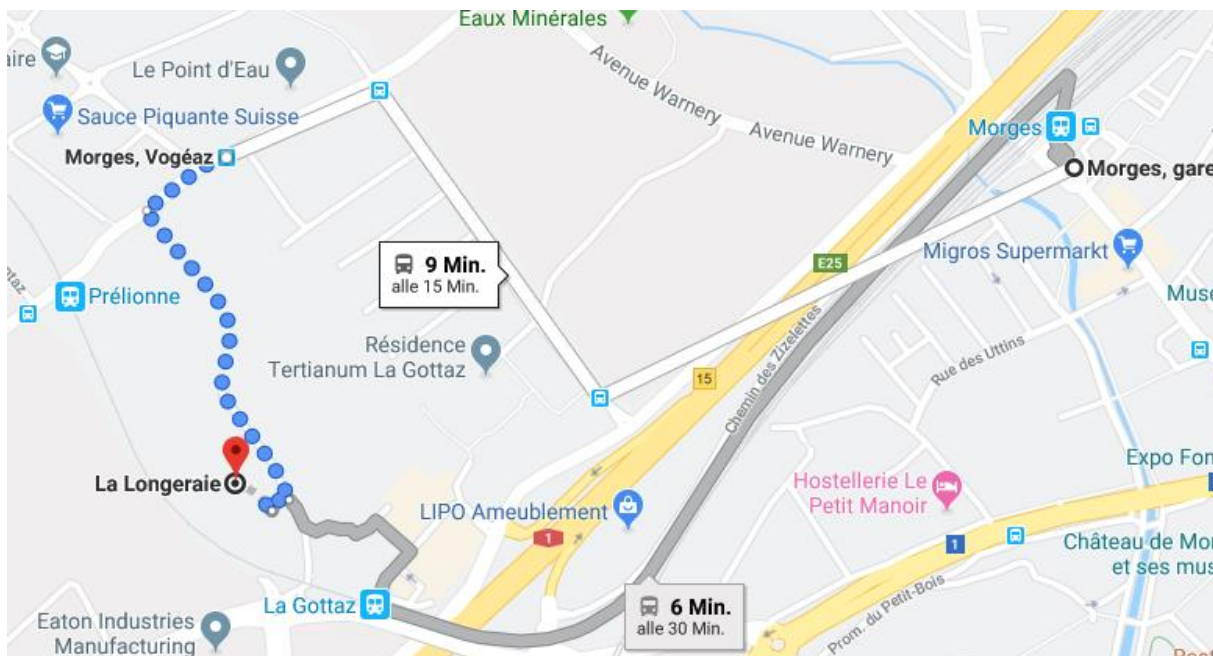 Eaux Minérales
aire
Le Point d'Eau
Sauce Piquante Suisse
Avenue Warnery
Avenue Warnery
Morges
Morges, Vogéaz
Morges, gare
9 Min.
alle 15 Min.
E25
Migros Supermarkt
Prélionne
taz
Muse
Résidence
Tertianum La Gottaz
15
Chemin des Zizelettes
Rue des Uttins
La Longeraie
Expo Fon
Hostellerie Le
Petit Manoir
LIPO Ameublement
1
1
Château de Mor
et ses mus
La Gottaz
6 Min.
alle 30 Min.
Prom. du Petit-Bois
Eaton Industries
Manufacturing